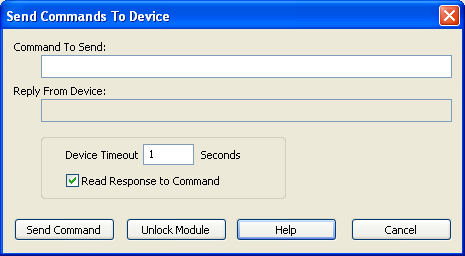 Send Commands To Device
Command To Send:
Reply From Device:
Device Timeout 1 Seconds
Read Response to Command
Send Command Unlock Module Help Cancel